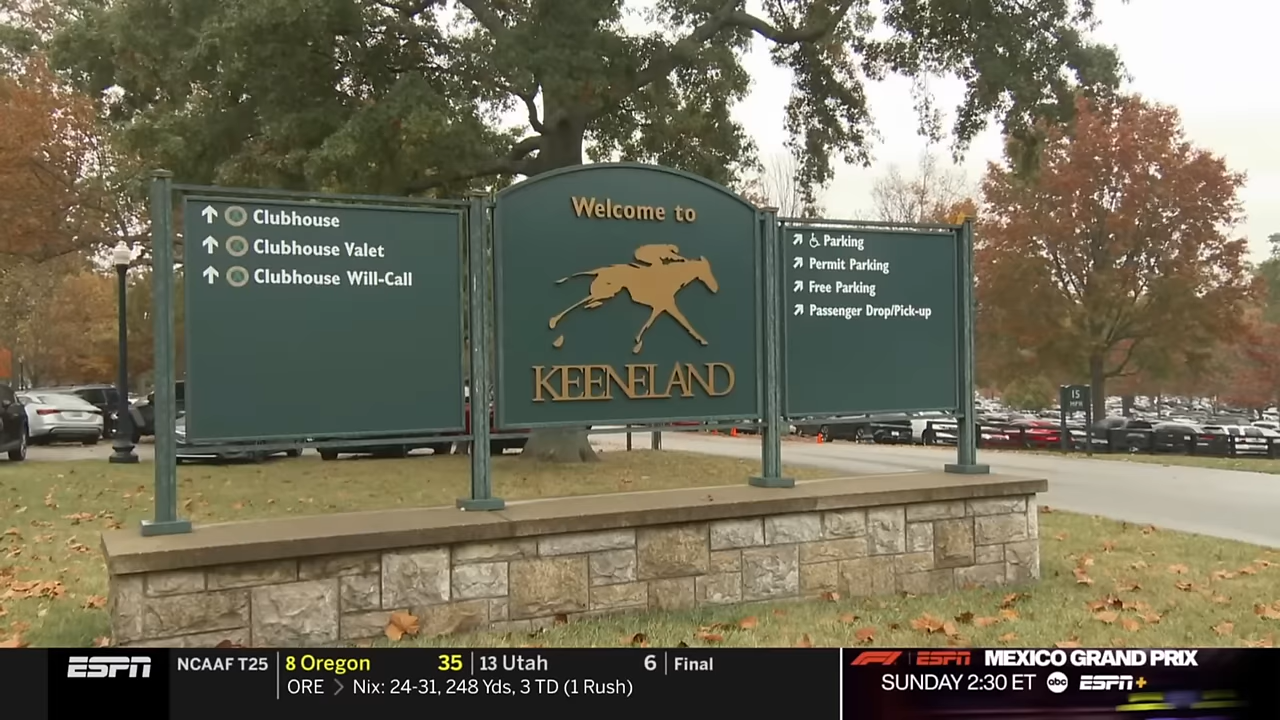 ↑ Clubhouse
↑ Clubhouse Valet
↑ Clubhouse Will-Call
Welcome to
KEENELAND
Parking
Permit Parking
Free Parking
Passenger Drop/Pick-up
15
MPH
ESPN
NCAAF T25
8 Oregon 35
13 Utah 6
Final
ORE > Nix: 24-31, 248 Yds, 3 TD (1 Rush)
F1 ESPN MEXICO GRAND PRIX
SUNDAY 2:30 ET abc ESPN+